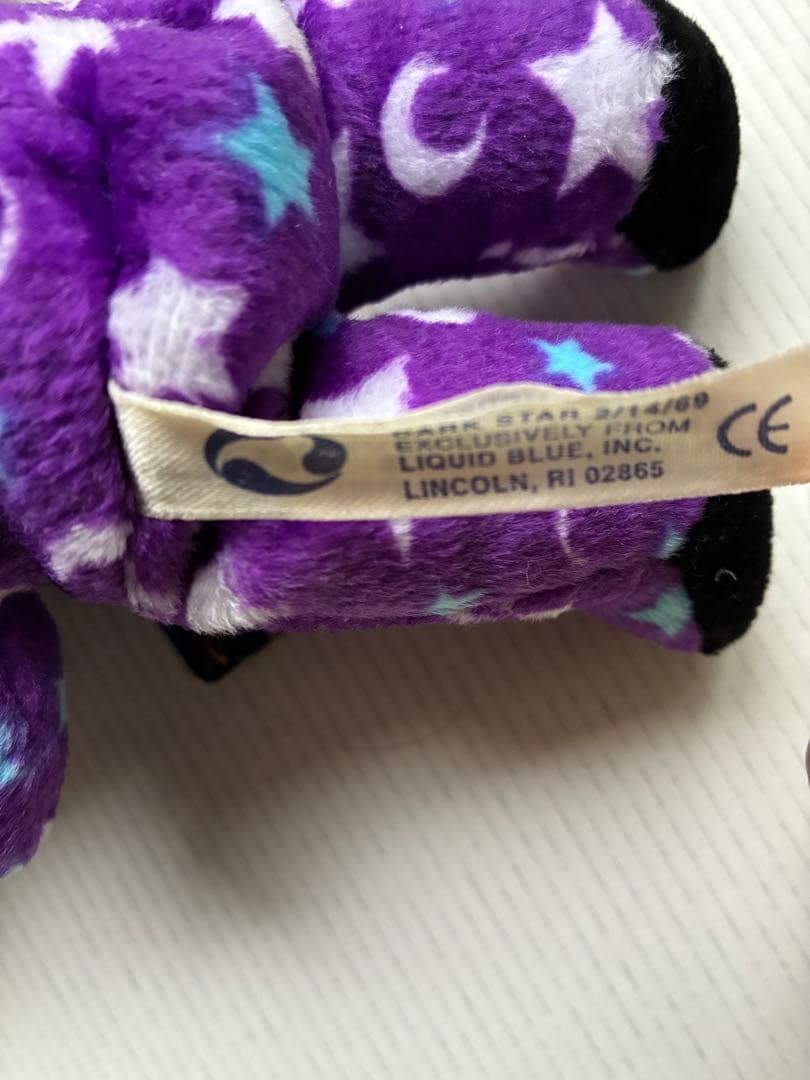 DARK STAR 2/14/69
EXCLUSIVELY FROM
LIQUID BLUE, INC.
LINCOLN, RI 02865
CE